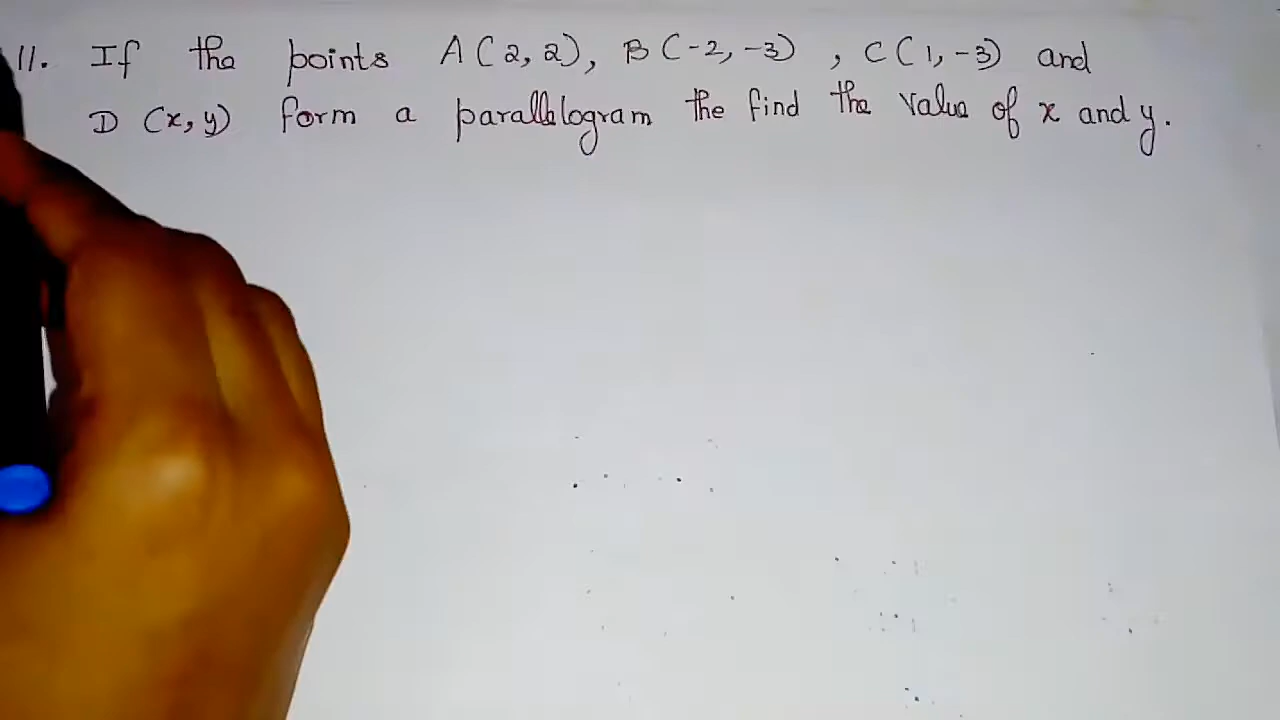 11. If the points A(2, 2), B(-2, -3), C(1, -3) and
D (x, y) form a parallelogram the find the value of x and y.